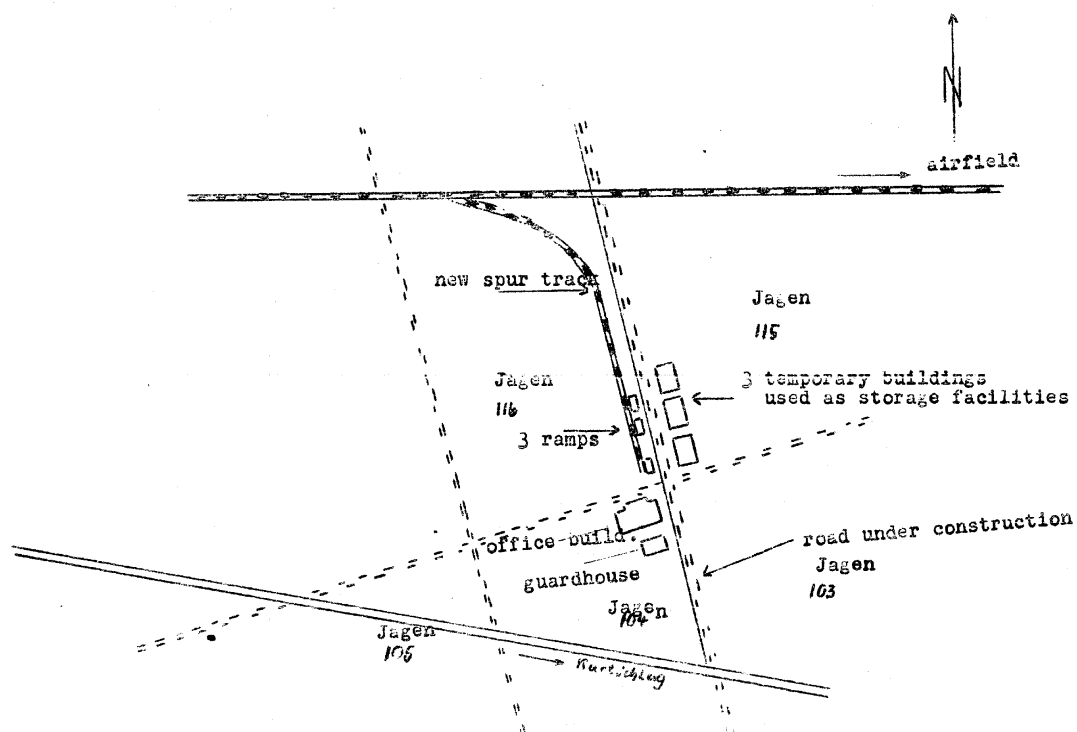 N
airfield
new spur track
Jagen
115
Jagen
116
3 temporary buildings
used as storage facilities
3 ramps
office-build.
road under construction
guardhouse
Jagen
103
Jagen
104
Jagen
105